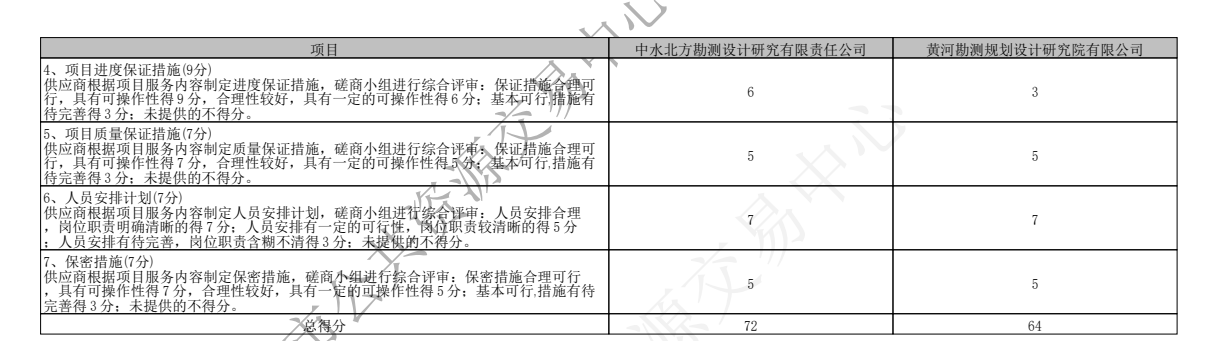 项目 中水北方勘测设计研究有限责任公司 黄河勘测规划设计研究院有限公司
4、项目进度保证措施(9分)
供应商根据项目服务内容制定进度保证措施，磋商小组进行综合评审：保证措施合理可
行，具有可操作性得9分，合理性较好，具有一定的可操作性得6分；基本可行,措施有
待完善得3分；未提供的不得分。
6 3
5、项目质量保证措施(7分)
供应商根据项目服务内容制定质量保证措施，磋商小组进行综合评审：保证措施合理可
行，具有可操作性得7分，合理性较好，具有一定的可操作性得5分；基本可行,措施有
待完善得3分；未提供的不得分。
5 5
6、人员安排计划(7分)
供应商根据项目服务内容制定人员安排计划，磋商小组进行综合评审：人员安排合理
，岗位职责明确清晰的得7分；人员安排有一定的可行性，岗位职责较清晰的得5分
；人员安排有待完善，岗位职责含糊不清得3分；未提供的不得分。
7 7
7、保密措施(7分)
供应商根据项目服务内容制定保密措施，磋商小组进行综合评审：保密措施合理可行
，具有可操作性得7分，合理性较好，具有一定的可操作性得5分；基本可行,措施有待
完善得3分；未提供的不得分。
5 5
总得分 72 64
市公共资源交易中
源交易中心